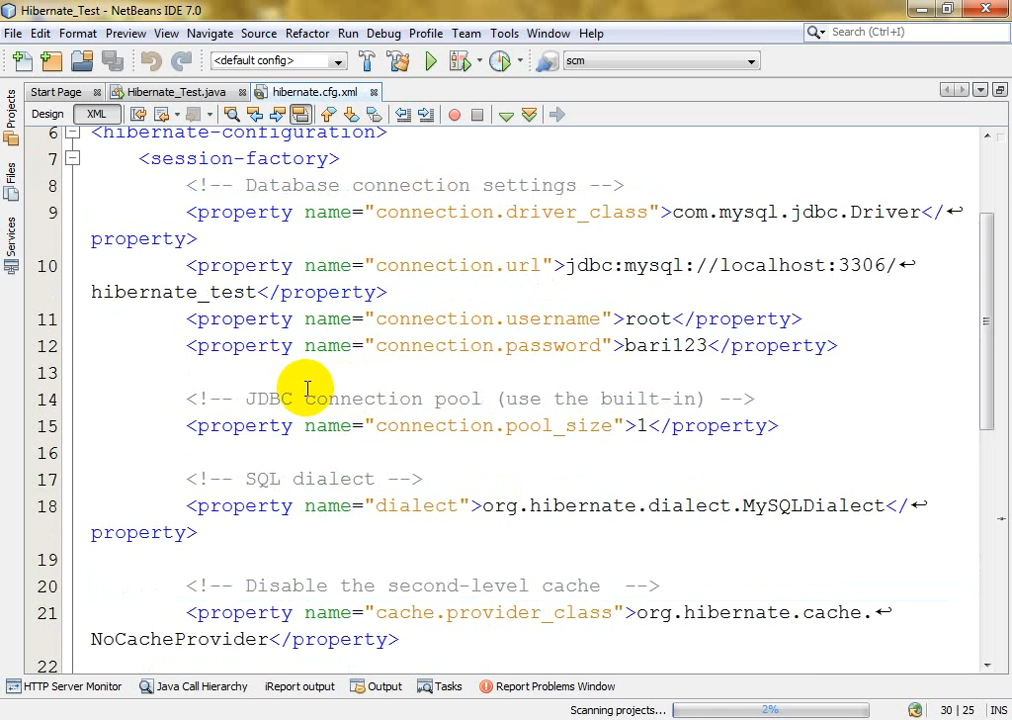 Hibernate_Test - NetBeans IDE 7.0
File Edit Format Preview View Navigate Source Refactor Run Debug Profile Team Tools Window Help
Search (Ctrl+I)
<default config>
scm
Start Page
Hibernate_Test.java
hibernate.cfg.xml
Design XML
Projects
Files
Services
6 <hibernate-configuration>
7 <session-factory>
8 <!-- Database connection settings -->
9 <property name="connection.driver_class">com.mysql.jdbc.Driver</↩
property>
10 <property name="connection.url">jdbc:mysql://localhost:3306/↩
hibernate_test</property>
11 <property name="connection.username">root</property>
12 <property name="connection.password">bari123</property>
13
14 <!-- JDBC connection pool (use the built-in) -->
15 <property name="connection.pool_size">1</property>
16
17 <!-- SQL dialect -->
18 <property name="dialect">org.hibernate.dialect.MySQLDialect</↩
property>
19
20 <!-- Disable the second-level cache  -->
21 <property name="cache.provider_class">org.hibernate.cache.↩
NoCacheProvider</property>
22
HTTP Server Monitor Java Call Hierarchy iReport output Output Tasks Report Problems Window
Scanning projects... 2% 30 | 25 INS